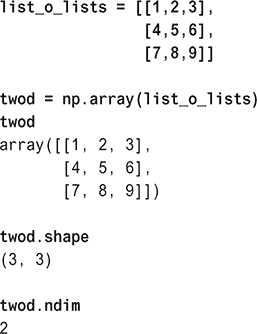 list_o_lists = [[1,2,3],
                [4,5,6],
                [7,8,9]]
twod = np.array(list_o_lists)
twod
array([[1, 2, 3],
       [4, 5, 6],
       [7, 8, 9]])
twod.shape
(3, 3)
twod.ndim
2